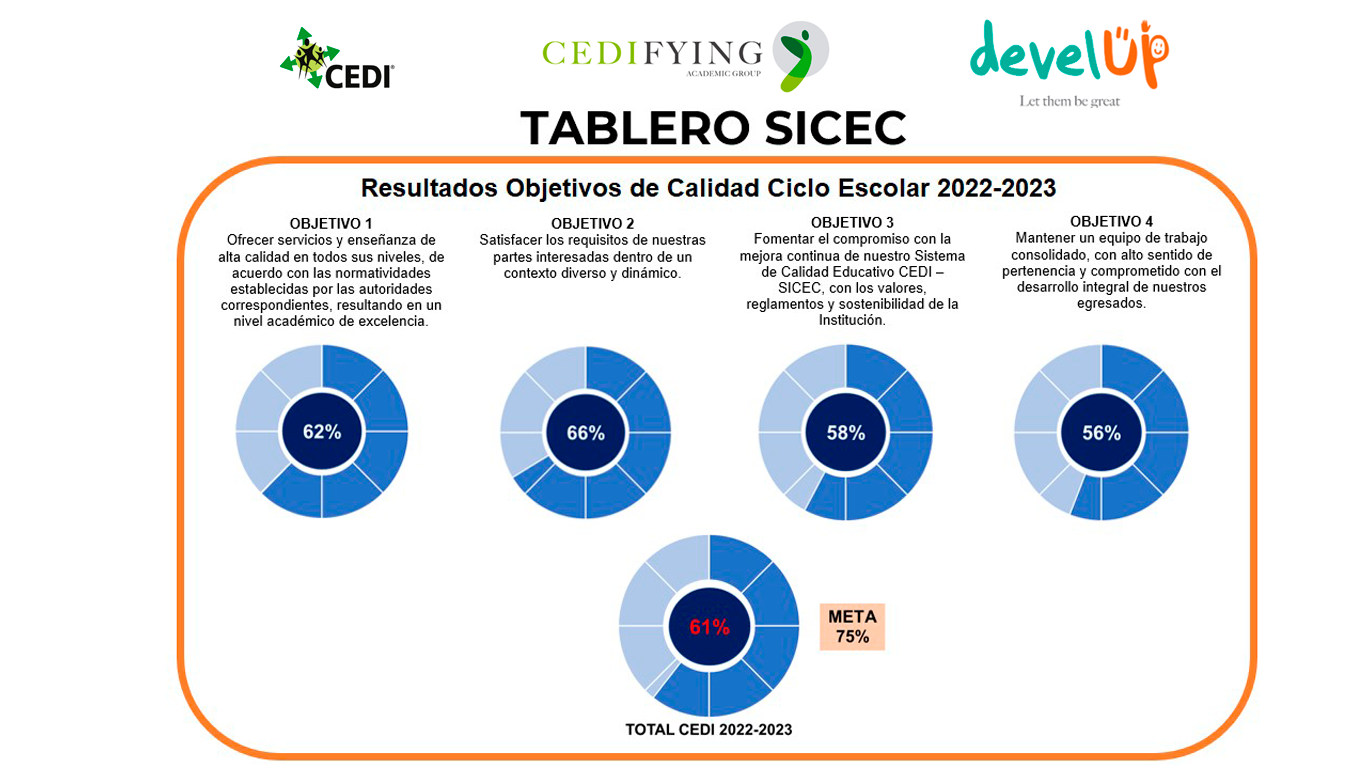 CEDI®
CEDIFYING
ACADEMIC GROUP
develUp
Let them be great
TABLERO SICEC
Resultados Objetivos de Calidad Ciclo Escolar 2022-2023
OBJETIVO 1
Ofrecer servicios y enseñanza de
alta calidad en todos sus niveles, de
acuerdo con las normatividades
establecidas por las autoridades
correspondientes, resultando en un
nivel académico de excelencia.
OBJETIVO 2
Satisfacer los requisitos de nuestras
partes interesadas dentro de un
contexto diverso y dinámico.
OBJETIVO 3
Fomentar el compromiso con la
mejora continua de nuestro Sistema
de Calidad Educativo CEDI –
SICEC, con los valores,
reglamentos y sostenibilidad de la
Institución.
OBJETIVO 4
Mantener un equipo de trabajo
consolidado, con alto sentido de
pertenencia y comprometido con el
desarrollo integral de nuestros
egresados.
62%
66%
58%
56%
61%
META
75%
TOTAL CEDI 2022-2023